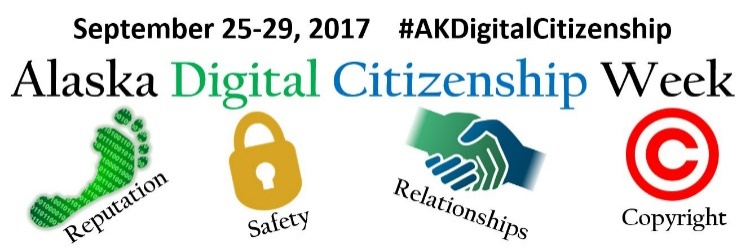 September 25-29, 2017 #AKDigitalCitizenship
Alaska Digital Citizenship Week
Reputation
Safety
Relationships
Copyright